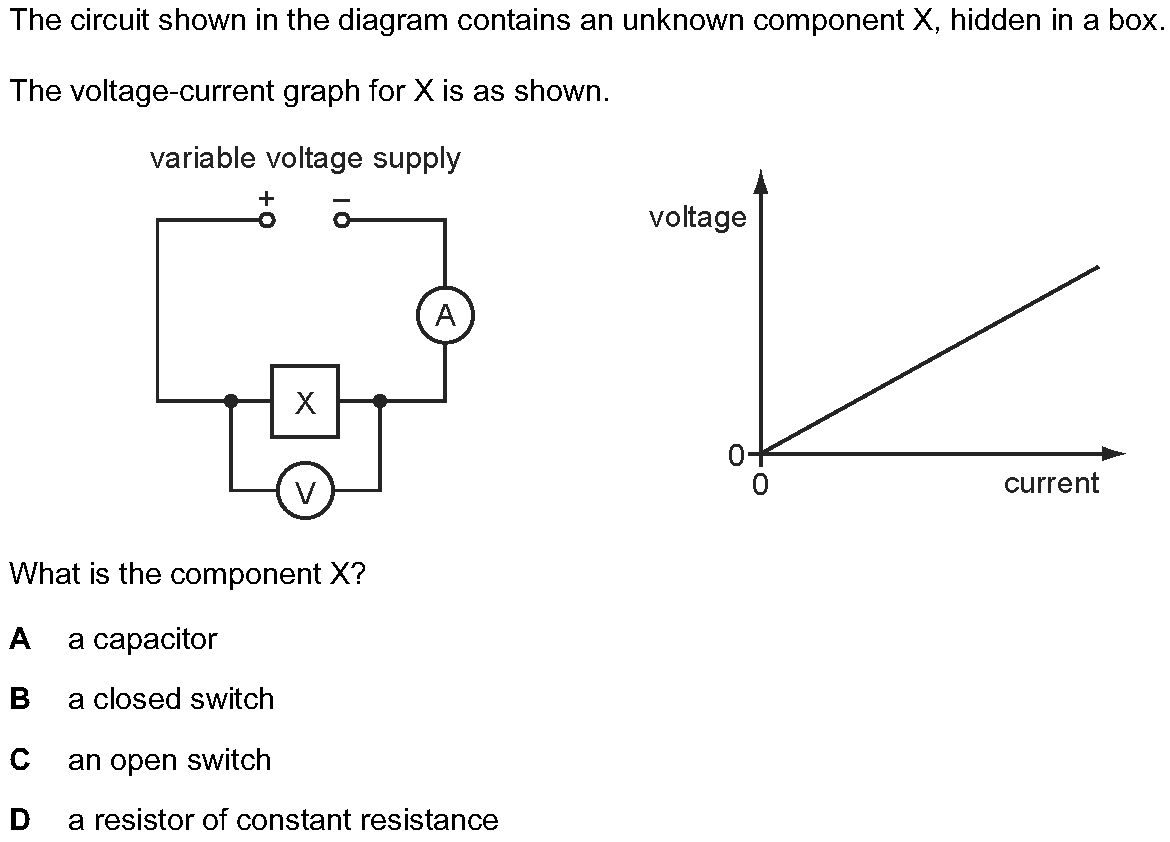 The circuit shown in the diagram contains an unknown component X, hidden in a box.
The voltage-current graph for X is as shown.
variable voltage supply
+ –
A
X
V
voltage
0
0
current
What is the component X?
A a capacitor
B a closed switch
C an open switch
D a resistor of constant resistance